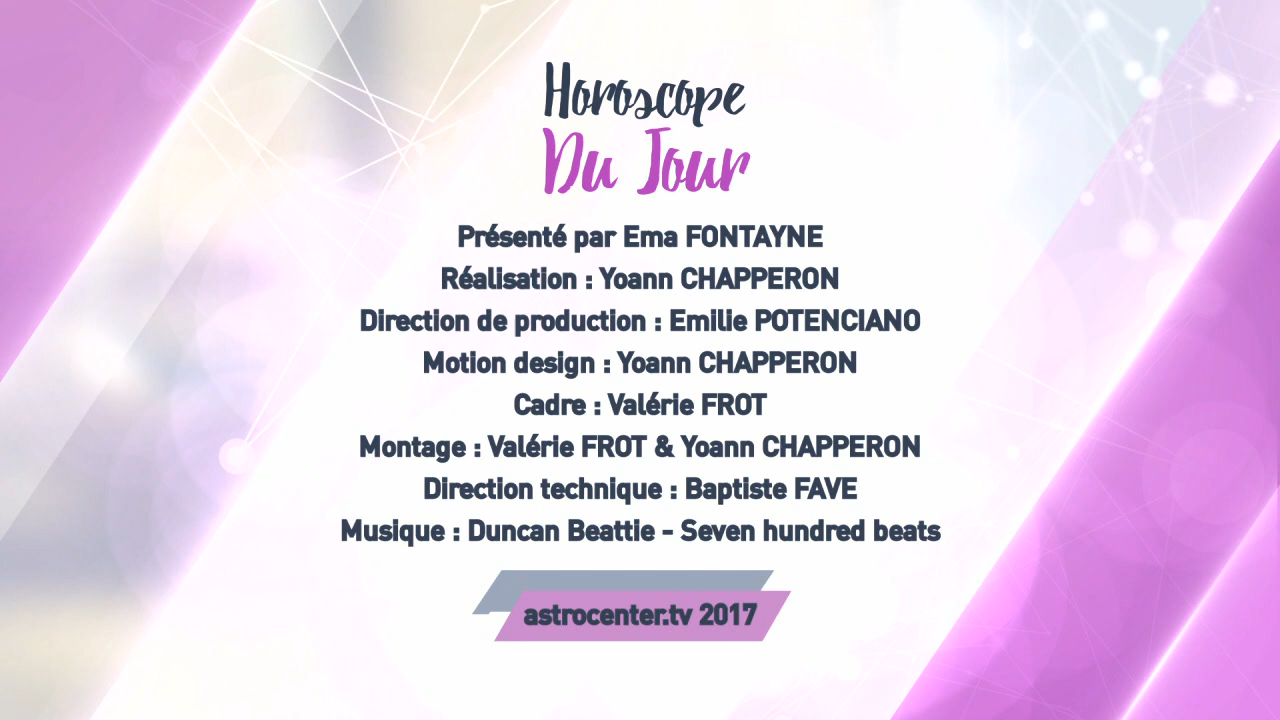 Horoscope
Du Jour
Présenté par Ema FONTAYNE
Réalisation : Yoann CHAPPERON
Direction de production : Emilie POTENCIANO
Motion design : Yoann CHAPPERON
Cadre : Valérie FROT
Montage : Valérie FROT & Yoann CHAPPERON
Direction technique : Baptiste FAVE
Musique : Duncan Beattie - Seven hundred beats
astrocenter.tv 2017